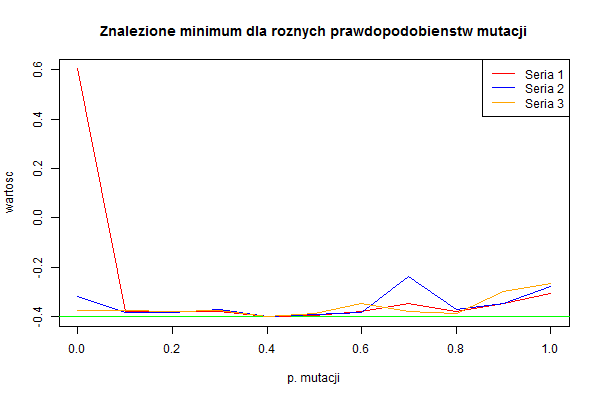 Znalezione minimum dla roznych prawdopodobienstw mutacji
Seria 1
Seria 2
Seria 3
wartosc
0.6
0.4
0.2
0.0
-0.2
-0.4
0.0 0.2 0.4 0.6 0.8 1.0
p. mutacji